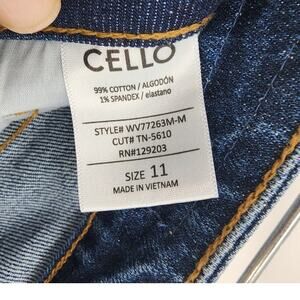 CELLO
99% COTTON / ALGODÓN
1% SPANDEX / elastano
STYLE# WV77263M-M
CUT# TN-5610
RN#129203
SIZE 11
MADE IN VIETNAM